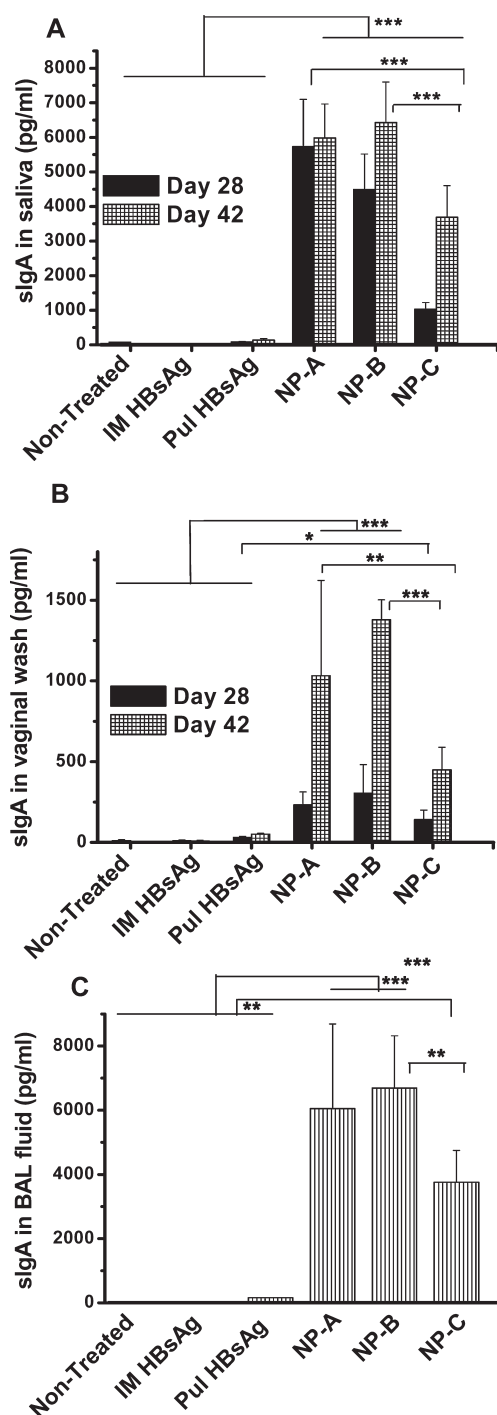 A
***
***
***
sIgA in saliva (pg/ml)
8000
7000
6000
5000
4000
3000
2000
1000
0
Day 28
Day 42
Non-Treated
IM HBsAg
Pul HBsAg
NP-A
NP-B
NP-C
B
***
*
**
***
sIgA in vaginal wash (pg/ml)
1500
1000
500
0
Day 28
Day 42
Non-Treated
IM HBsAg
Pul HBsAg
NP-A
NP-B
NP-C
C
***
***
**
**
sIgA in BAL fluid (pg/ml)
8000
6000
4000
2000
0
Non-Treated
IM HBsAg
Pul HBsAg
NP-A
NP-B
NP-C